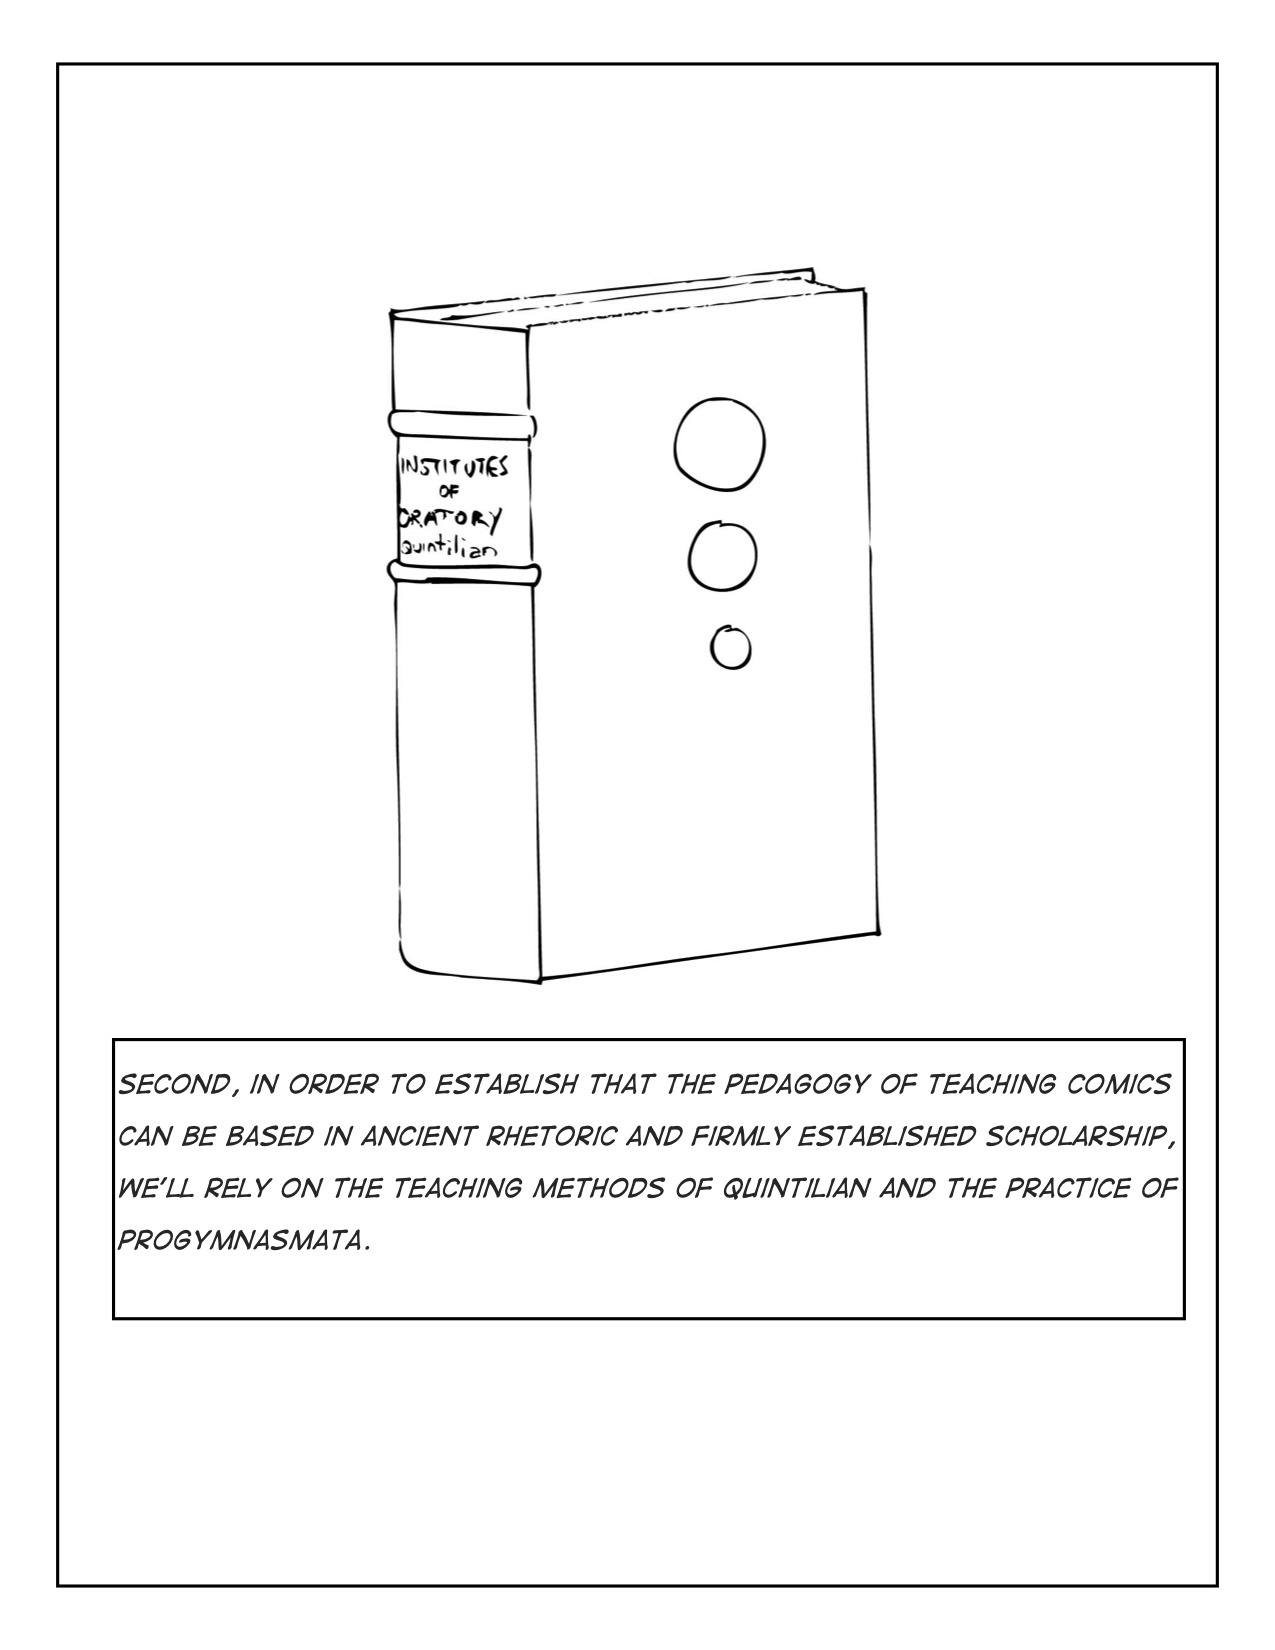 INSTITUTES
OF
ORATORY
Quintilian
SECOND, IN ORDER TO ESTABLISH THAT THE PEDAGOGY OF TEACHING COMICS
CAN BE BASED IN ANCIENT RHETORIC AND FIRMLY ESTABLISHED SCHOLARSHIP,
WE'LL RELY ON THE TEACHING METHODS OF QUINTILIAN AND THE PRACTICE OF
PROGYMNASMATA.